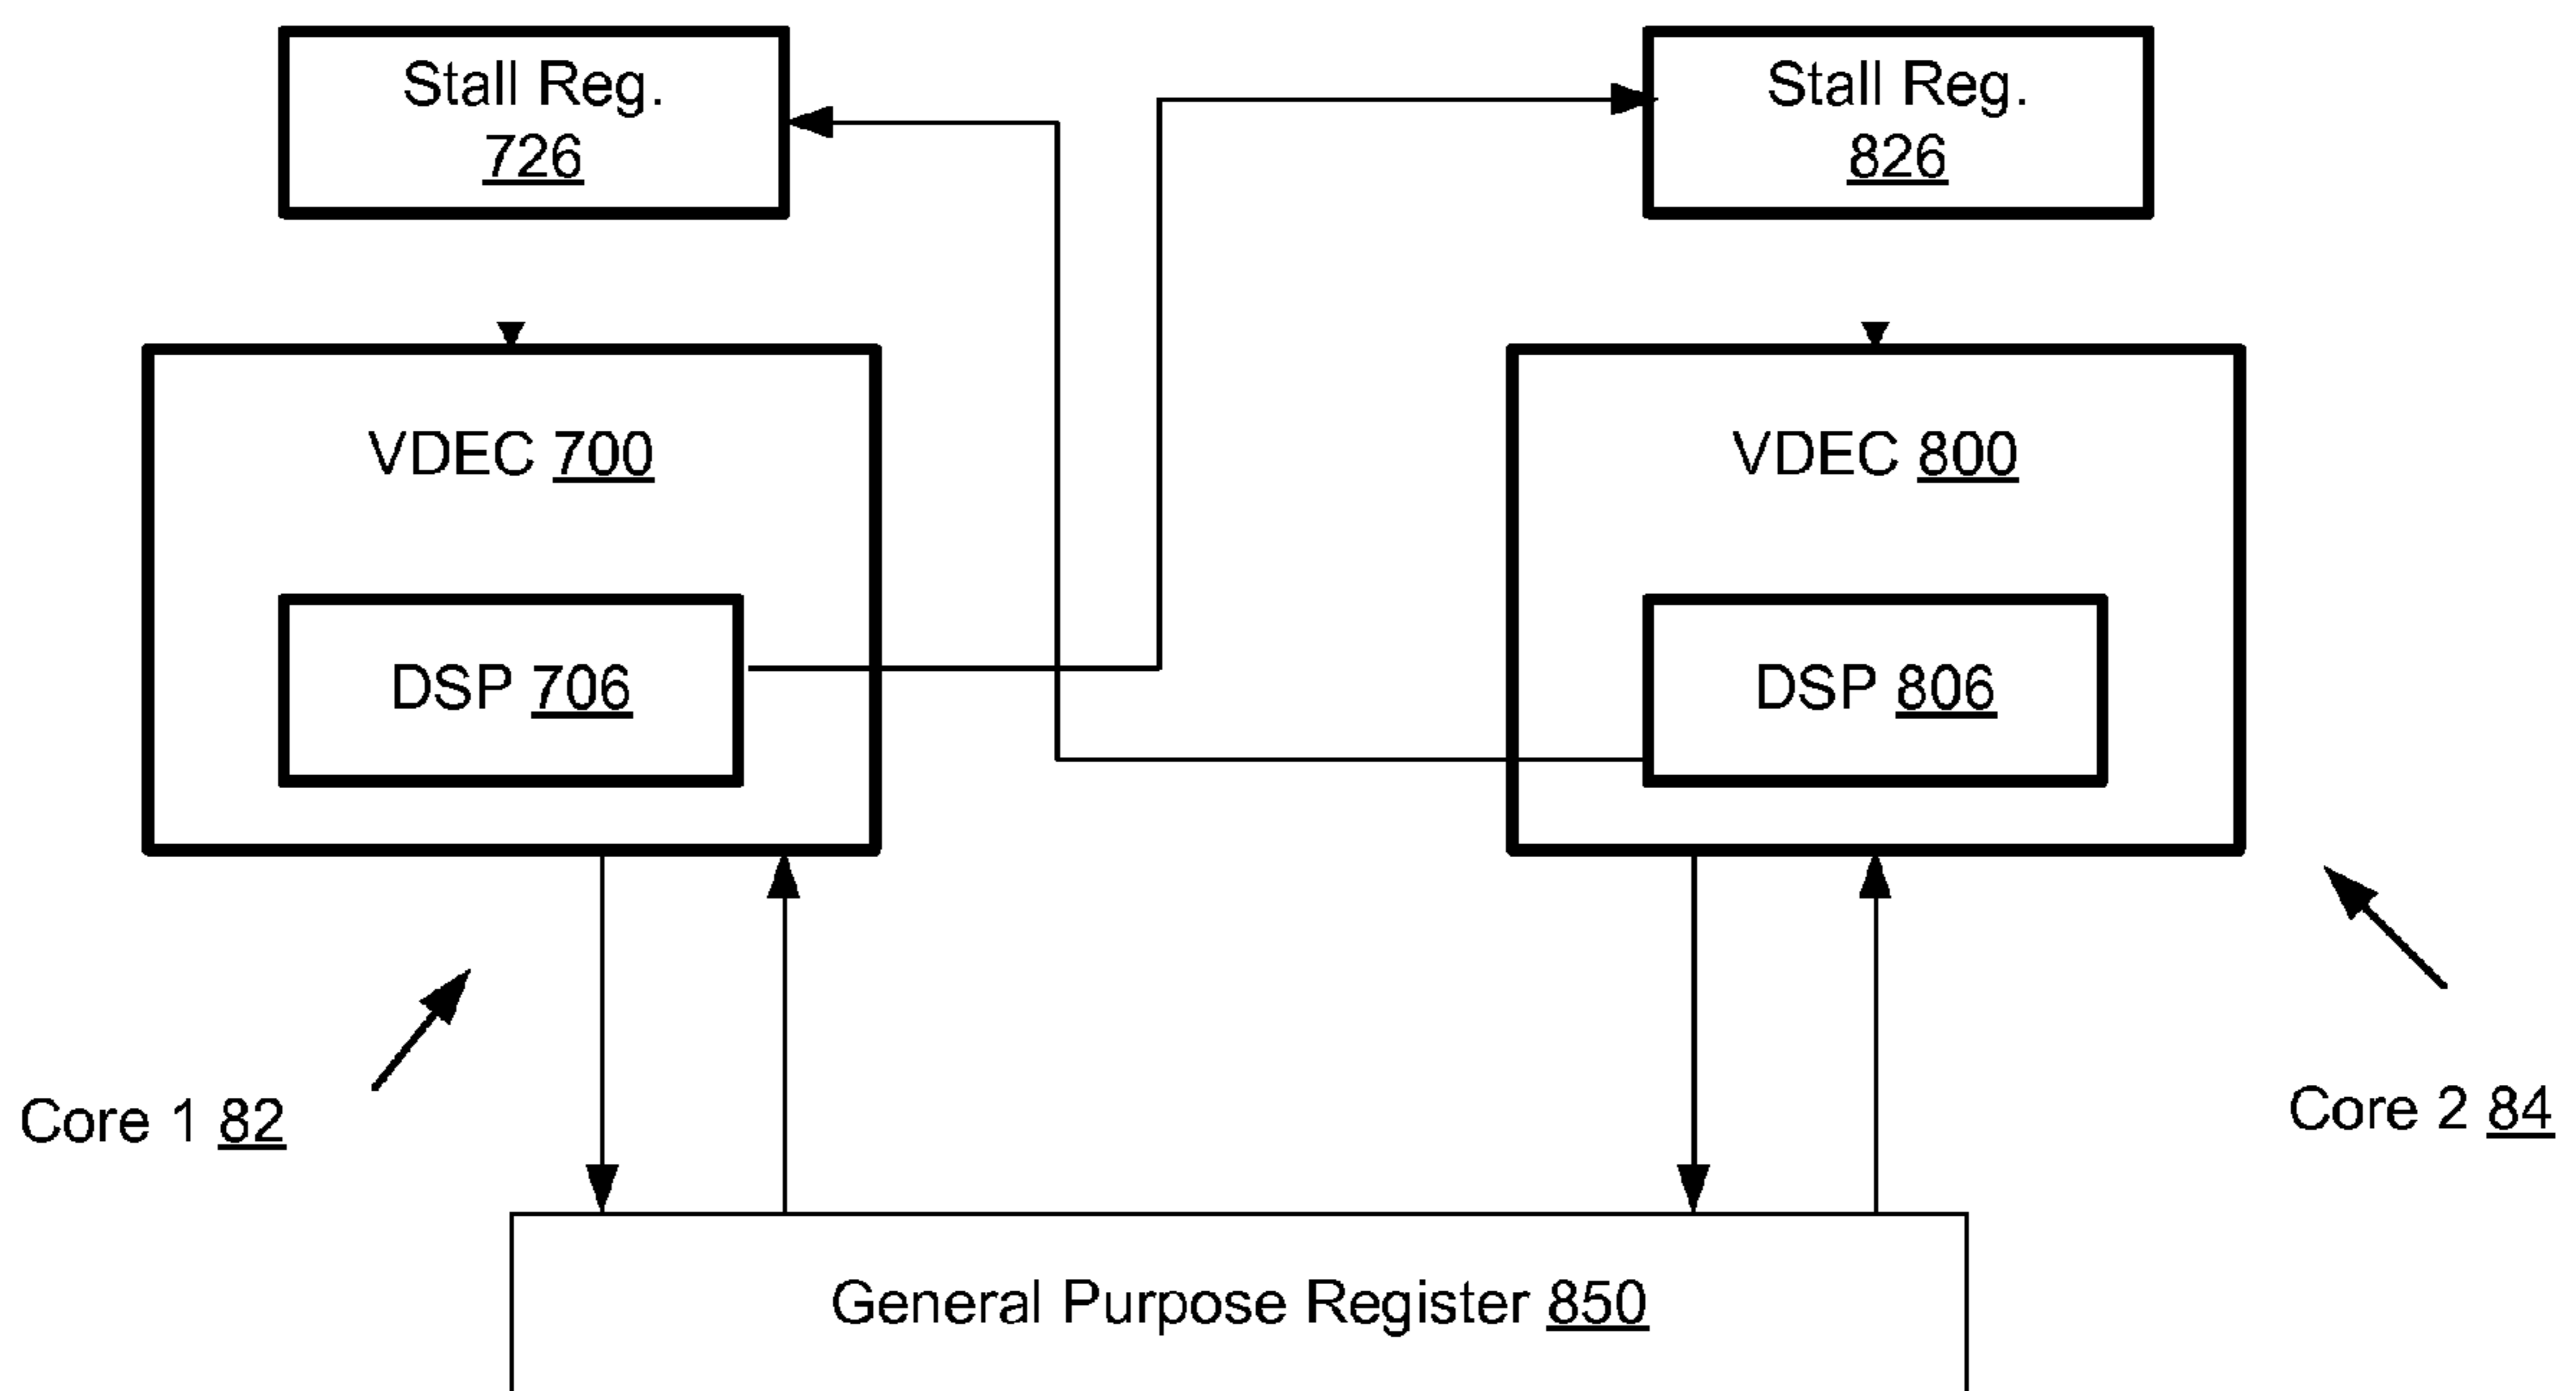 Stall Reg.
726
Stall Reg.
826
VDEC 700
VDEC 800
DSP 706
DSP 806
Core 1 82
Core 2 84
General Purpose Register 850